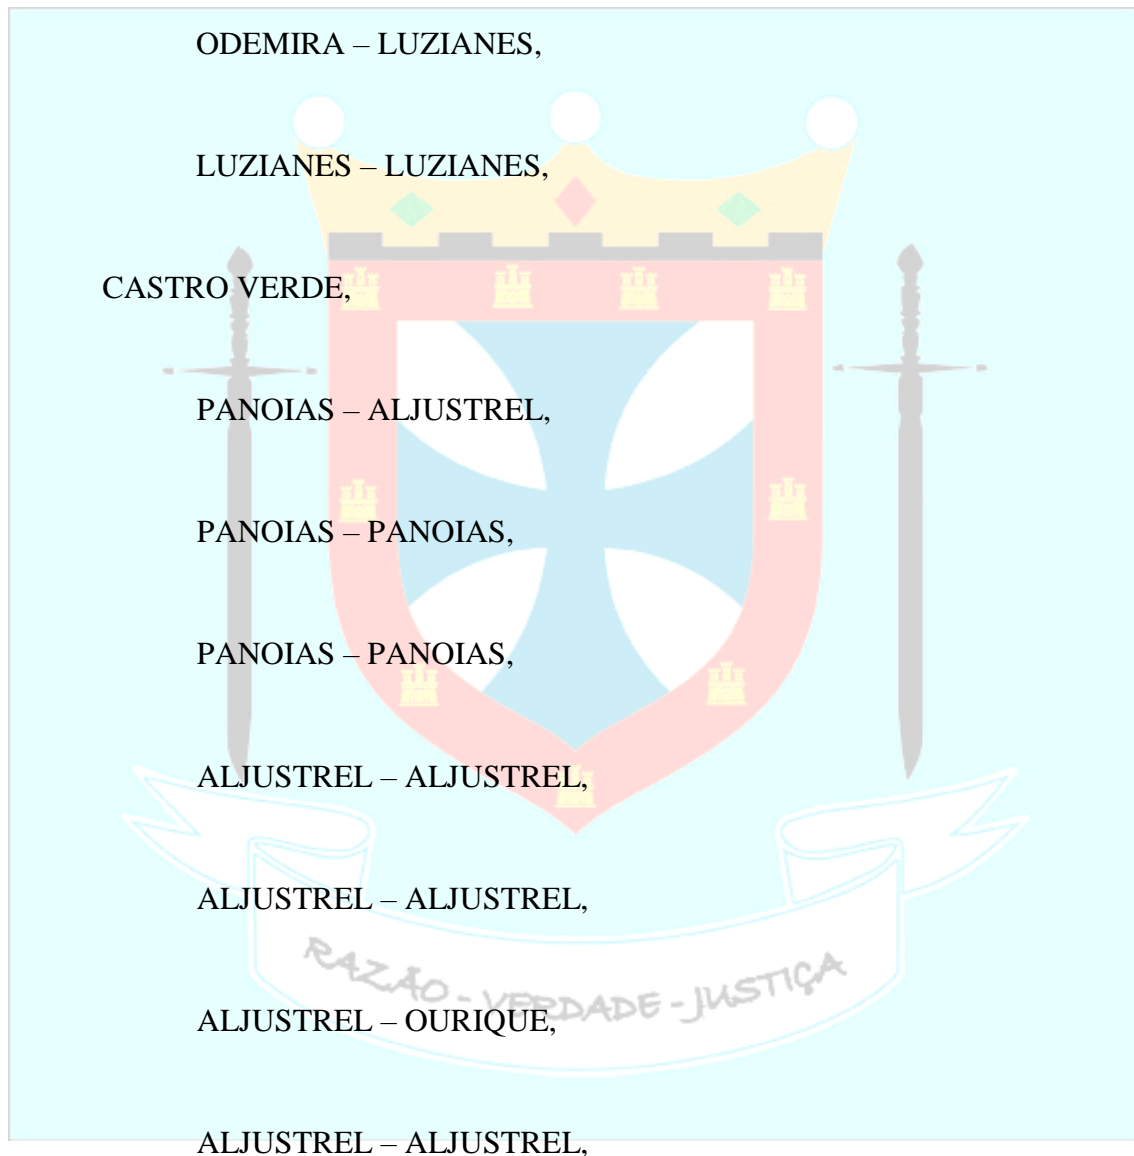 ODEMIRA – LUZIANES,
LUZIANES – LUZIANES,
CASTRO VERDE,
PANOIAS – ALJUSTREL,
PANOIAS – PANOIAS,
PANOIAS – PANOIAS,
ALJUSTREL – ALJUSTREL,
ALJUSTREL – ALJUSTREL,
RAZÃO - VERDADE - JUSTIÇA
ALJUSTREL – OURIQUE,
ALJUSTREL – ALJUSTREL,